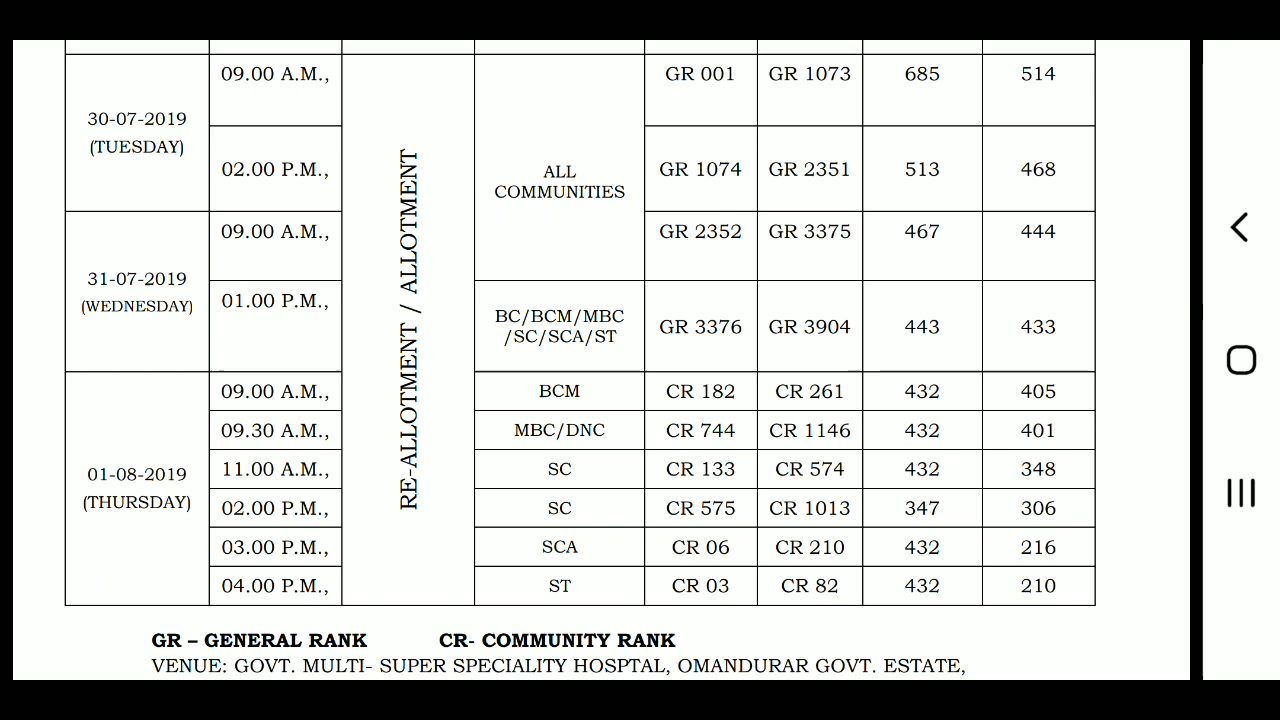 30-07-2019
(TUESDAY)
09.00 A.M.,
RE-ALLOTMENT / ALLOTMENT
ALL
COMMUNITIES
GR 001 GR 1073 685 514
02.00 P.M., GR 1074 GR 2351 513 468
31-07-2019
(WEDNESDAY)
09.00 A.M., GR 2352 GR 3375 467 444
01.00 P.M.,
BC/BCM/MBC
/SC/SCA/ST
GR 3376 GR 3904 443 433
01-08-2019
(THURSDAY)
09.00 A.M., BCM CR 182 CR 261 432 405
09.30 A.M., MBC/DNC CR 744 CR 1146 432 401
11.00 A.M., SC CR 133 CR 574 432 348
02.00 P.M., SC CR 575 CR 1013 347 306
03.00 P.M., SCA CR 06 CR 210 432 216
04.00 P.M., ST CR 03 CR 82 432 210
GR – GENERAL RANK CR- COMMUNITY RANK
VENUE: GOVT. MULTI- SUPER SPECIALITY HOSPTAL, OMANDURAR GOVT. ESTATE,